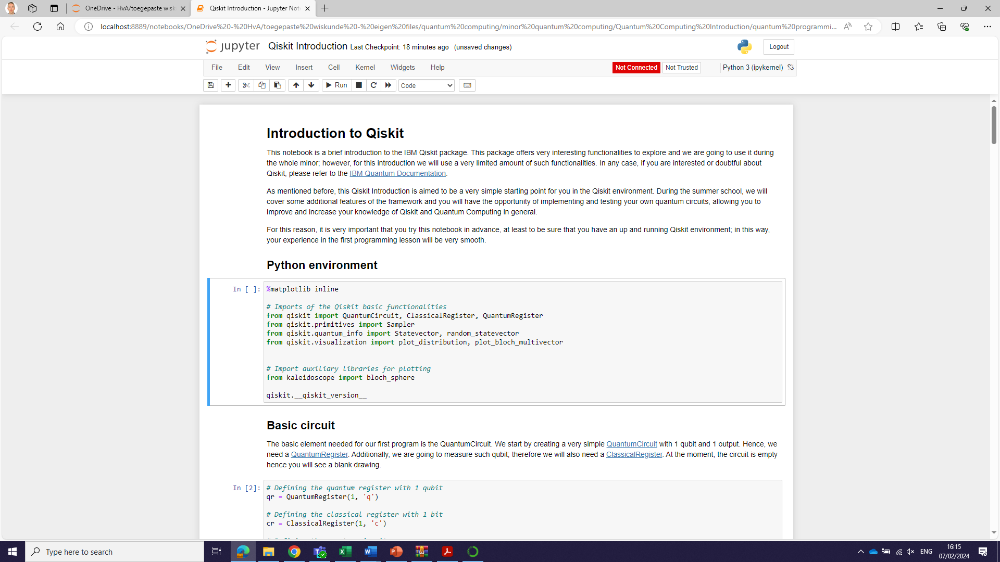 OneDrive - HvA/toegepaste wisk
Qiskit Introduction - Jupyter Not
localhost:8889/notebooks/OneDrive%20-%20HvA/toegepaste%20wiskunde%20-%20eigen%20files/quantum%20computing/minor%20quantum%20computing/Quantum%20Computing%20Introduction/quantum%20programmi...
jupyter Qiskit Introduction Last Checkpoint: 18 minutes ago (unsaved changes)
Logout
File Edit View Insert Cell Kernel Widgets Help
Not Connected Not Trusted Python 3 (ipykernel)
Run Code
Introduction to Qiskit
This notebook is a brief introduction to the IBM Qiskit package. This package offers very interesting functionalities to explore and we are going to use it during
the whole minor; however, for this introduction we will use a very limited amount of such functionalities. In any case, if you are interested or doubtful about
Qiskit, please refer to the IBM Quantum Documentation.
As mentioned before, this Qiskit Introduction is aimed to be a very simple starting point for you in the Qiskit environment. During the summer school, we will
cover some additional features of the framework and you will have the opportunity of implementing and testing your own quantum circuits, allowing you to
improve and increase your knowledge of Qiskit and Quantum Computing in general.
For this reason, it is very important that you try this notebook in advance, at least to be sure that you have an up and running Qiskit environment; in this way,
your experience in the first programming lesson will be very smooth.
Python environment
In [ ]: %matplotlib inline
# Imports of the Qiskit basic functionalities
from qiskit import QuantumCircuit, ClassicalRegister, QuantumRegister
from qiskit.primitives import Sampler
from qiskit.quantum_info import Statevector, random_statevector
from qiskit.visualization import plot_distribution, plot_bloch_multivector
# Import auxiliary libraries for plotting
from kaleidoscope import bloch_sphere
qiskit.__qiskit_version__
Basic circuit
The basic element needed for our first program is the QuantumCircuit. We start by creating a very simple QuantumCircuit with 1 qubit and 1 output. Hence, we
need a QuantumRegister. Additionally, we are going to measure such qubit; therefore we will also need a ClassicalRegister. At the moment, the circuit is empty
hence you will see a blank drawing.
In [2]: # Defining the quantum register with 1 qubit
qr = QuantumRegister(1, 'q')
# Defining the classical register with 1 bit
cr = ClassicalRegister(1, 'c')
Type here to search
ENG
16:15
07/02/2024